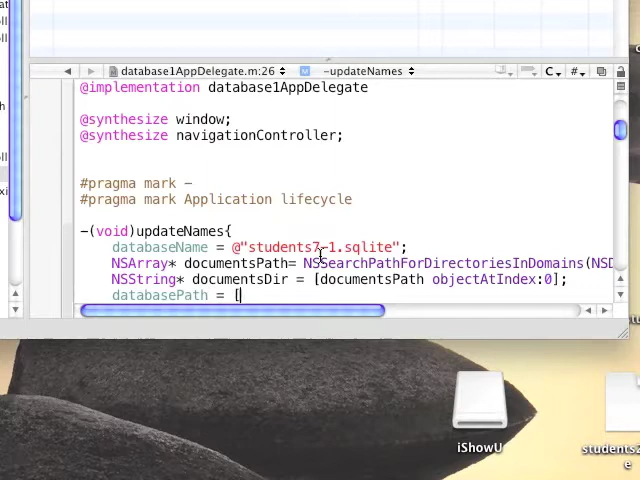 database1AppDelegate.m:26
-updateNames
C
#
@implementation database1AppDelegate
@synthesize window;
@synthesize navigationController;
#pragma mark -
#pragma mark Application lifecycle
-(void)updateNames{
databaseName = @"students7-1.sqlite";
NSArray* documentsPath= NSSearchPathForDirectoriesInDomains(NSD
NSString* documentsDir = [documentsPath objectAtIndex:0];
databasePath = [
iShowU
students2
e